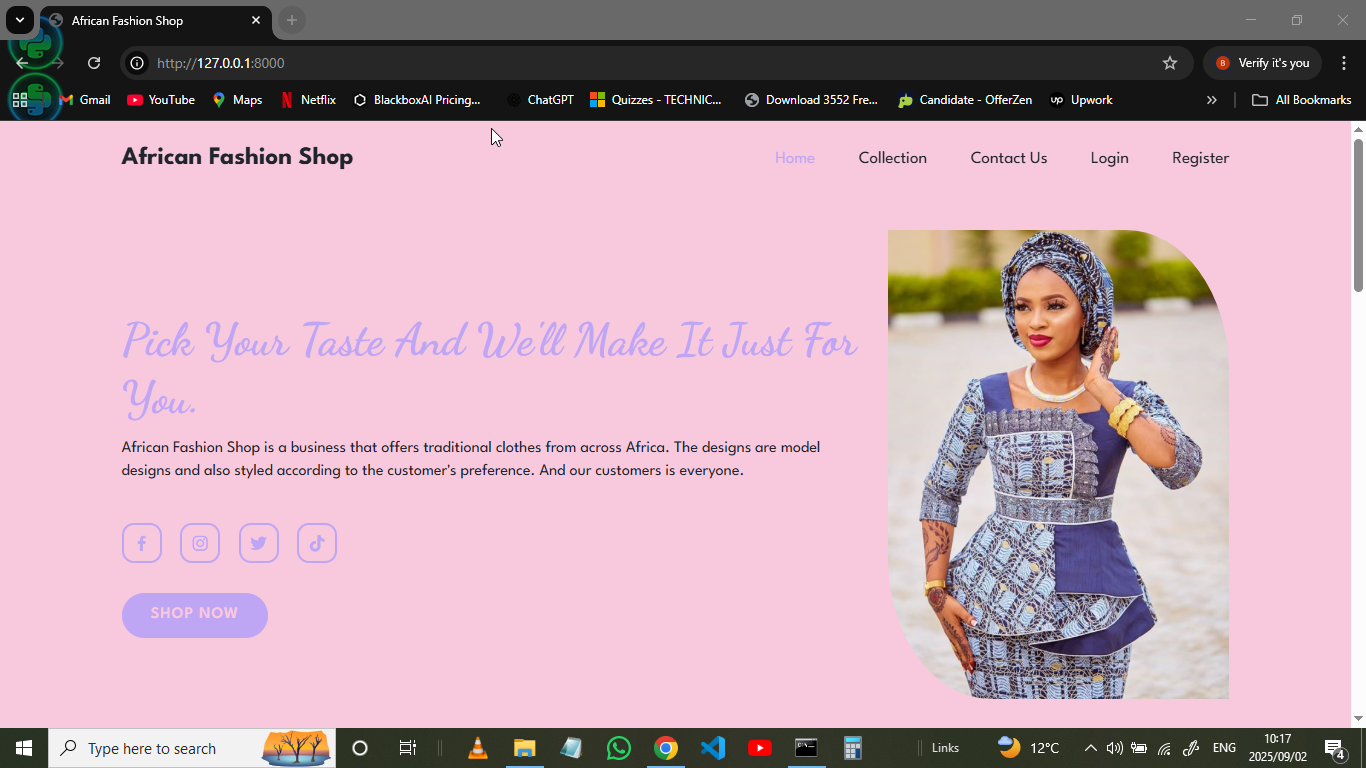 African Fashion Shop
http://127.0.0.1:8000
B
Verify it's you
Gmail
YouTube
Maps
Netflix
BlackboxAI Pricing...
ChatGPT
Quizzes - TECHNIC...
Download 3552 Fre...
Candidate - OfferZen
up
Upwork
All Bookmarks
African Fashion Shop
Home
Collection
Contact Us
Login
Register
Pick Your Taste And We'll Make It Just For
You.
African Fashion Shop is a business that offers traditional clothes from across Africa. The designs are model
designs and also styled according to the customer's preference. And our customers is everyone.
SHOP NOW
Type here to search
Links
12°C
ENG
10:17
2025/09/02
4